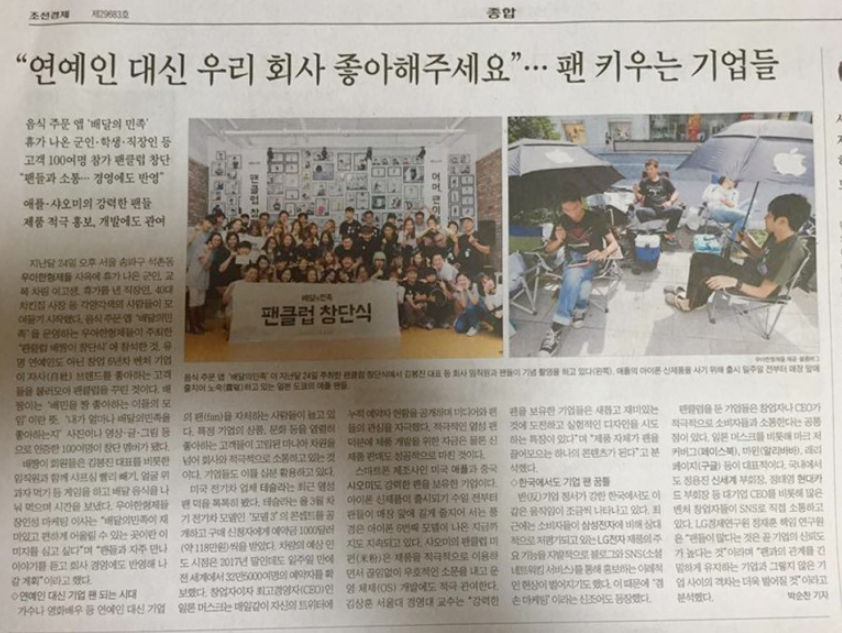 조선경제 제29683호
종합
“연예인 대신 우리 회사 좋아해주세요”… 팬 키우는 기업들
음식 주문 앱 ‘배달의 민족’
휴가 나온 군인·학생·직장인 등
고객 100여명 참가 팬클럽 창단
“팬들과 소통… 경영에도 반영”
애플·샤오미의 강력한 팬들
제품 적극 홍보, 개발에도 관여
배달의민족
팬클럽 창단식
우아한형제들 제공 블룸버그
음식 주문 앱 ‘배달의민족’이 지난달 24일 주최한 팬클럽 창단식에서 김봉진 대표 등 회사 임직원과 팬들이 기념 촬영을 하고 있다(왼쪽). 애플의 아이폰 신제품을 사기 위해 출시 일주일 전부터 매장 앞에
줄지어 노숙(露宿)하고 있는 일본 도쿄의 애플 팬들.
지난달 24일 오후 서울 송파구 석촌동
우아한형제들 사옥에 휴가 나온 군인, 교
복 차림 여고생, 휴가를 낸 직장인, 40대
치킨집 사장 등 각양각색의 사람들이 모
여들기 시작했다. 음식 주문 앱 ‘배달의민
족’을 운영하는 우아한형제들이 주최한
‘팬클럽 배짱이 창단식’에 참석한 것. 유
명 연예인도 아닌 창업 6년차 벤처 기업
이 자사(自社) 브랜드를 좋아하는 고객
들을 불러모아 팬클럽을 꾸린 것이다. 배
짱이는 ‘배민을 짱 좋아하는 이들의 모
임’이란 뜻. ‘내가 얼마나 배달의민족을
좋아하는지’ 사진이나 영상·글·그림 등
으로 인증한 100여명이 창단 멤버가 됐다.
배짱이 회원들은 김봉진 대표를 비롯한
임직원과 함께 사프심 빨리 빼기, 얼굴 위
과자 먹기 등 게임을 하고 배달 음식을 나
눠 먹으며 시간을 보냈다. 우아한형제들
장인성 마케팅 이사는 “배달의민족이 재
미있고 편하게 어울릴 수 있는 곳이란 이
미지를 심고 싶다”며 “팬들과 자주 만나
이야기를 듣고 회사 경영에도 반영해 나
갈 계획”이라고 했다.
◇연예인 대신 기업 팬 되는 시대
가수나 영화배우 등 연예인 대신 기업
의 팬(fan)을 자처하는 사람이 늘고 있
다. 특정 기업의 상품, 문화 등을 열렬히
좋아하는 고객들이 고립된 마니아 차원을
넘어 회사와 적극적으로 소통하고 있는 것
이다. 기업들도 이를 십분 활용하고 있다.
미국 전기차 업체 테슬라는 최근 열성
팬 덕을 톡톡히 봤다. 테슬라는 올 3월 차
기 전기차 모델인 ‘모델 3’의 콘셉트를 공
개하고 구매 신청자에게 예약금 1000달러
(약 118만원)씩을 받았다. 차량의 예상 인
도 시점은 2017년 말인데도 일주일 만에
전 세계에서 32만5000여명의 예약자를 확
보했다. 창업자이자 최고경영자(CEO)인
일론 머스크는 매일같이 자신의 트위터에
누적 예약자 현황을 공개하며 미디어와 팬
들의 관심을 자극했다. 적극적인 열성 팬
덕분에 제품 개발을 위한 자금은 물론 신
제품 판매도 성공적으로 마친 것이다.
스마트폰 제조사인 미국 애플과 중국
샤오미도 강력한 팬을 보유한 기업이다.
아이폰 신제품이 출시되기 수일 전부터
팬들이 매장 앞에 길게 줄지어 서는 풍
경은 아이폰 6번째 모델이 나온 지금까
지도 지속되고 있다. 샤오미의 팬클럽 미
펀(米粉)은 제품을 적극적으로 이용하
면서 끊임없이 우호적인 소문을 내고 운
영 체제(OS) 개발에도 적극 관여한다.
김상훈 서울대 경영대 교수는 “강력한
팬을 보유한 기업들은 새롭고 재미있는
것에 도전하고 실험적인 디자인을 시도
하는 특징이 있다”며 “제품 자체가 팬을
끌어모으는 하나의 콘텐츠가 된다”고 분
석했다.
◇한국에서도 기업 팬 꿈틀
반(反)기업 정서가 강한 한국에서도 이
같은 움직임이 조금씩 나타나고 있다. 최
근에는 소비자들이 삼성전자에 비해 상대
적으로 저평가되고 있는 LG전자 제품의 주
요 기능을 자발적으로 블로그와 SNS(소셜
네트워킹 서비스)를 통해 홍보하는 이례적
인 현상이 벌어지기도 했다. 이 때문에 ‘겸
손 마케팅’이라는 신조어도 등장했다.
팬클럽을 둔 기업들은 창업자나 CEO가
적극적으로 소비자들과 소통한다는 공통
점이 있다. 일론 머스크를 비롯해 마크 저
커버그(페이스북), 마윈(알리바바), 래리
페이지(구글) 등이 대표적이다. 국내에서
도 정용진 신세계 부회장, 정태영 현대카
드 부회장 등 대기업 CEO를 비롯해 많은
벤처 창업자들이 SNS로 직접 소통하고
있다. LG경제연구원 정재훈 책임 연구원
은 “팬들이 많다는 것은 곧 기업의 신뢰도
가 높다는 것”이라며 “팬과의 관계를 긴
밀하게 유지하는 기업과 그렇지 않은 기
업 사이의 격차는 더욱 벌어질 것”이라고
분석했다.
박순찬 기자